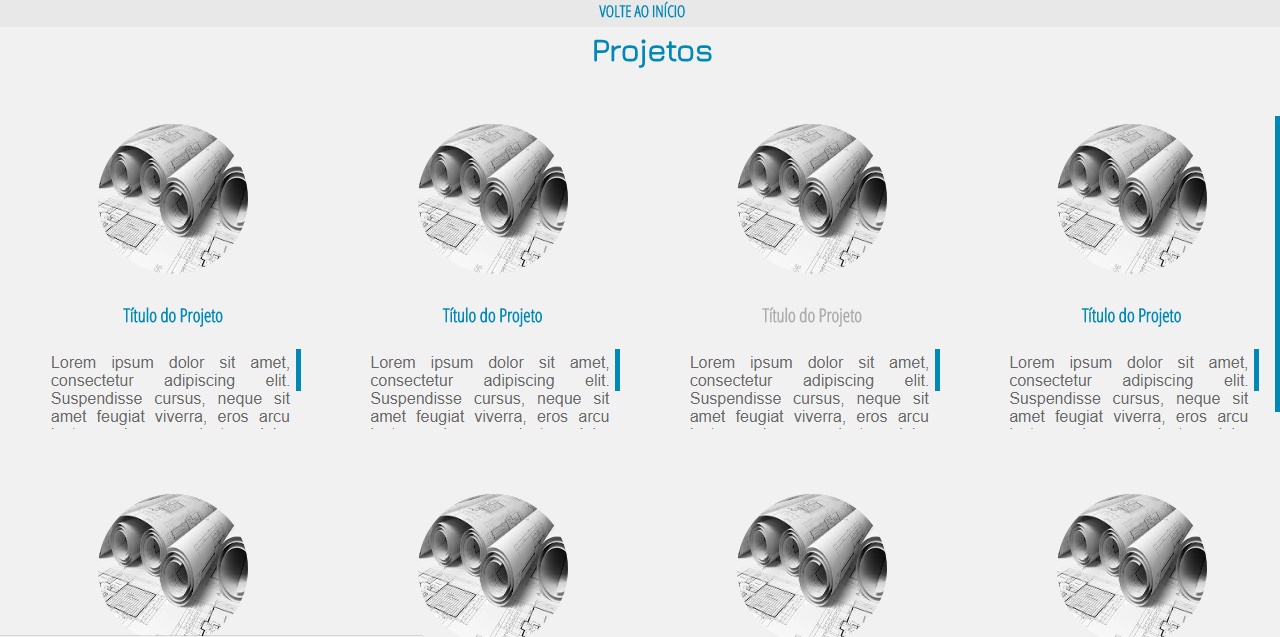 VOLTE AO INÍCIO
Projetos
Título do Projeto
Lorem ipsum dolor sit amet,
consectetur adipiscing elit.
Suspendisse cursus, neque sit
amet feugiat viverra, eros arcu
Título do Projeto
Lorem ipsum dolor sit amet,
consectetur adipiscing elit.
Suspendisse cursus, neque sit
amet feugiat viverra, eros arcu
Título do Projeto
Lorem ipsum dolor sit amet,
consectetur adipiscing elit.
Suspendisse cursus, neque sit
amet feugiat viverra, eros arcu
Título do Projeto
Lorem ipsum dolor sit amet,
consectetur adipiscing elit.
Suspendisse cursus, neque sit
amet feugiat viverra, eros arcu